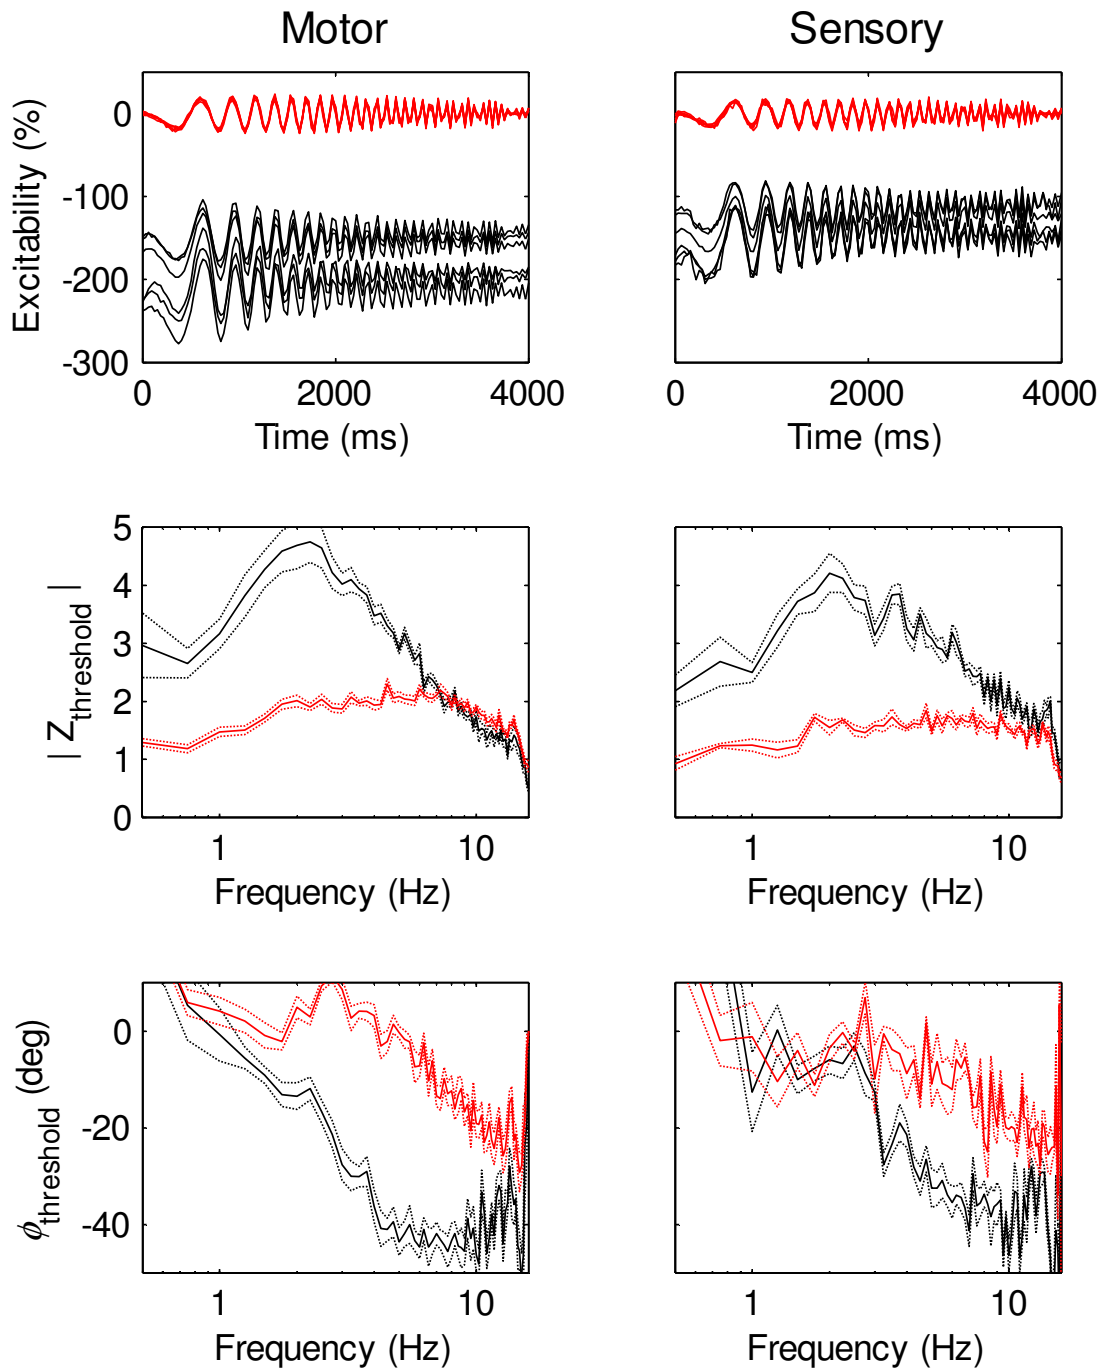 Motor
Sensory
Excitability (%)
0
-100
-200
-300
0
2000
4000
Time (ms)
0
2000
4000
Time (ms)
| Z_threshold |
5
4
3
2
1
0
1
10
Frequency (Hz)
1
10
Frequency (Hz)
ϕ_threshold (deg)
0
-20
-40
1
10
Frequency (Hz)
1
10
Frequency (Hz)